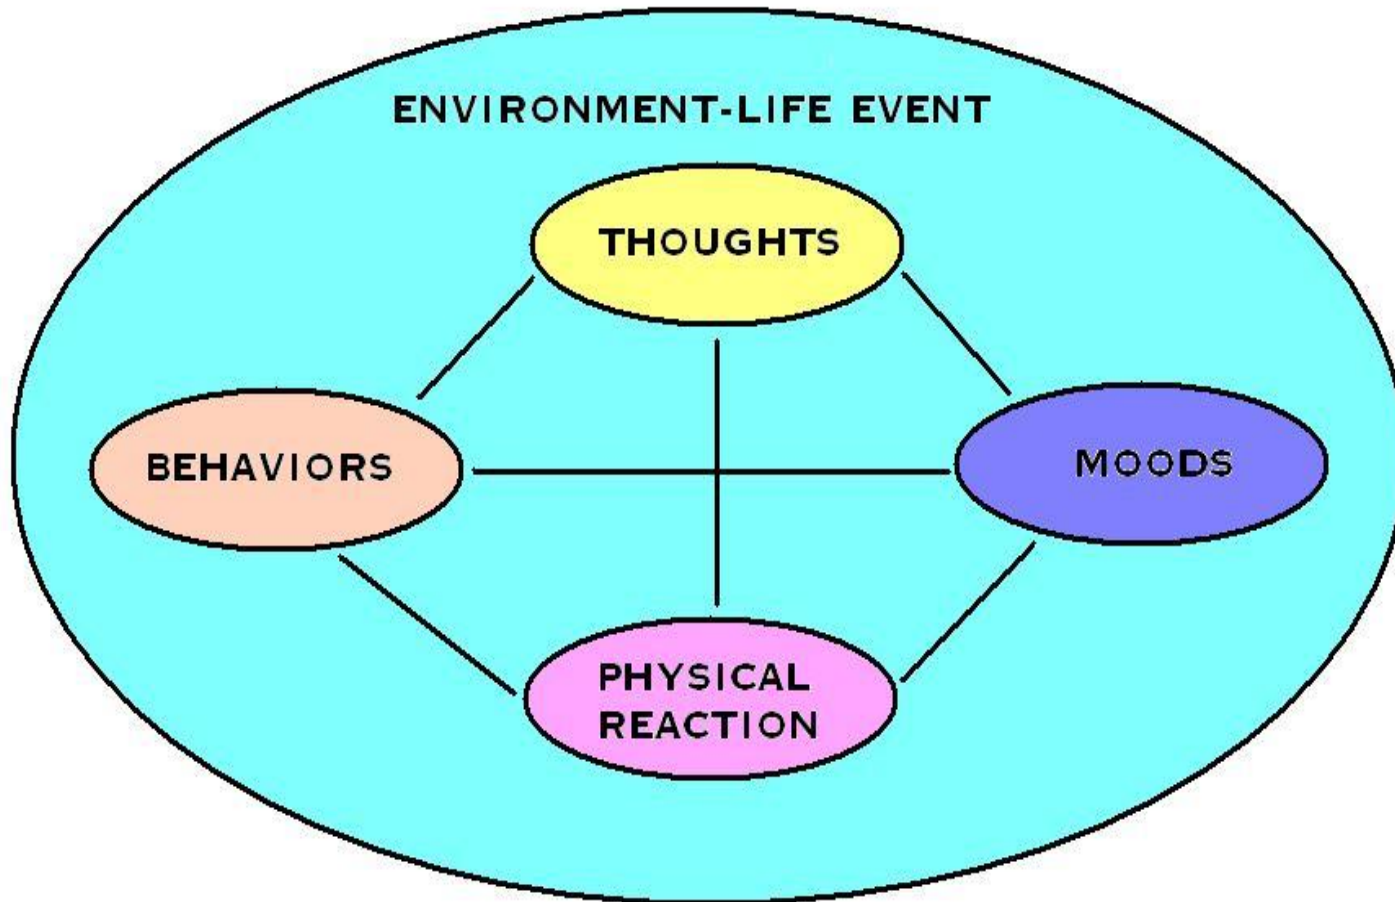 ENVIRONMENT-LIFE EVENT
THOUGHTS
BEHAVIORS
MOODS
PHYSICAL
REACTION